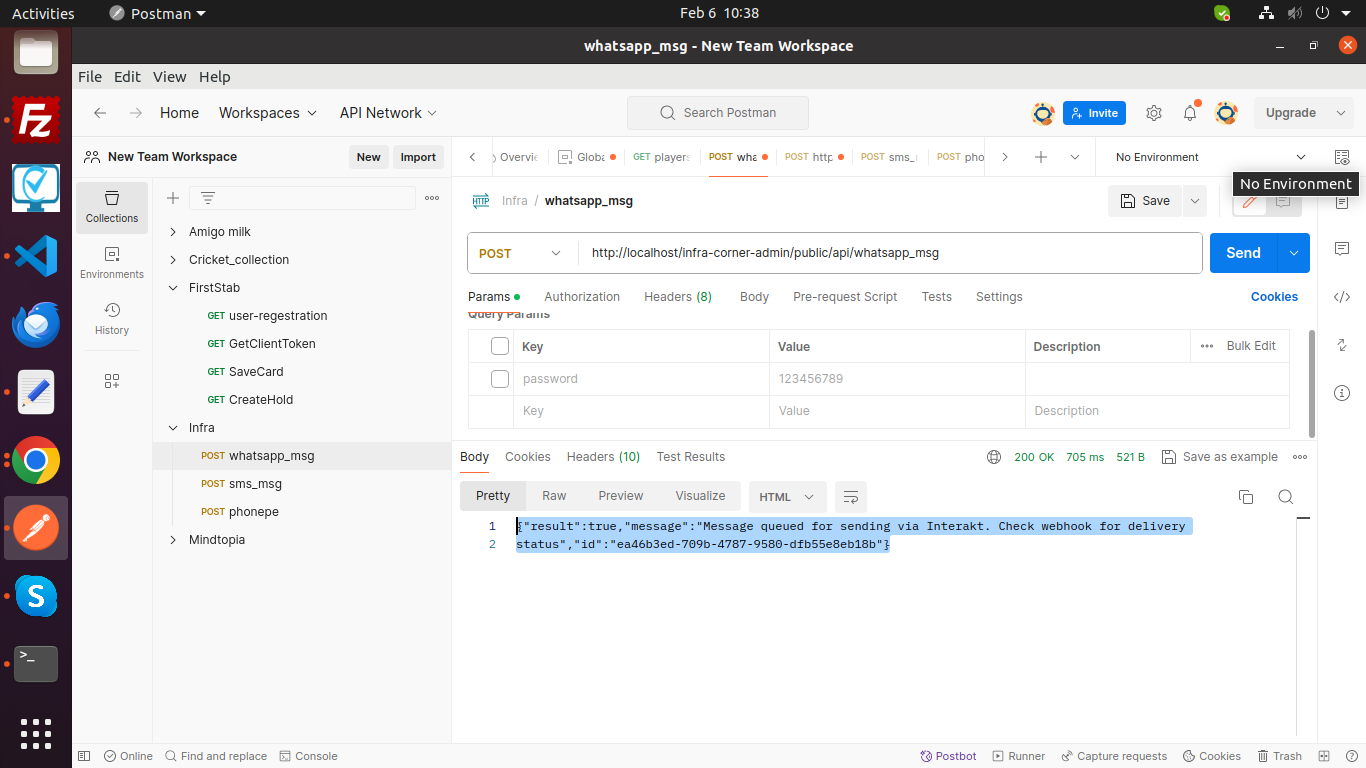 Activities Postman Feb 6 10:38
whatsapp_msg - New Team Workspace
File Edit View Help
Home Workspaces API Network Search Postman Invite Upgrade
New Team Workspace New Import
Overvie Globa GET players POST wha POST http POST sms_ POST pho No Environment
No Environment
Collections
Environments
History
Amigo milk
Cricket_collection
FirstStab
GET user-regestration
GET GetClientToken
GET SaveCard
GET CreateHold
Infra
POST whatsapp_msg
POST sms_msg
POST phonepe
Mindtopia
HTTP Infra / whatsapp_msg Save
POST http://localhost/infra-corner-admin/public/api/whatsapp_msg Send
Params Authorization Headers (8) Body Pre-request Script Tests Settings Cookies
Query Params
Key Value Description Bulk Edit
password 123456789
Key Value Description
Body Cookies Headers (10) Test Results 200 OK 705 ms 521 B Save as example
Pretty Raw Preview Visualize HTML
1 {"result":true,"message":"Message queued for sending via Interakt. Check webhook for delivery
2 status","id":"ea46b3ed-709b-4787-9580-dfb55e8eb18b"}
Online Find and replace Console Postbot Runner Capture requests Cookies Trash